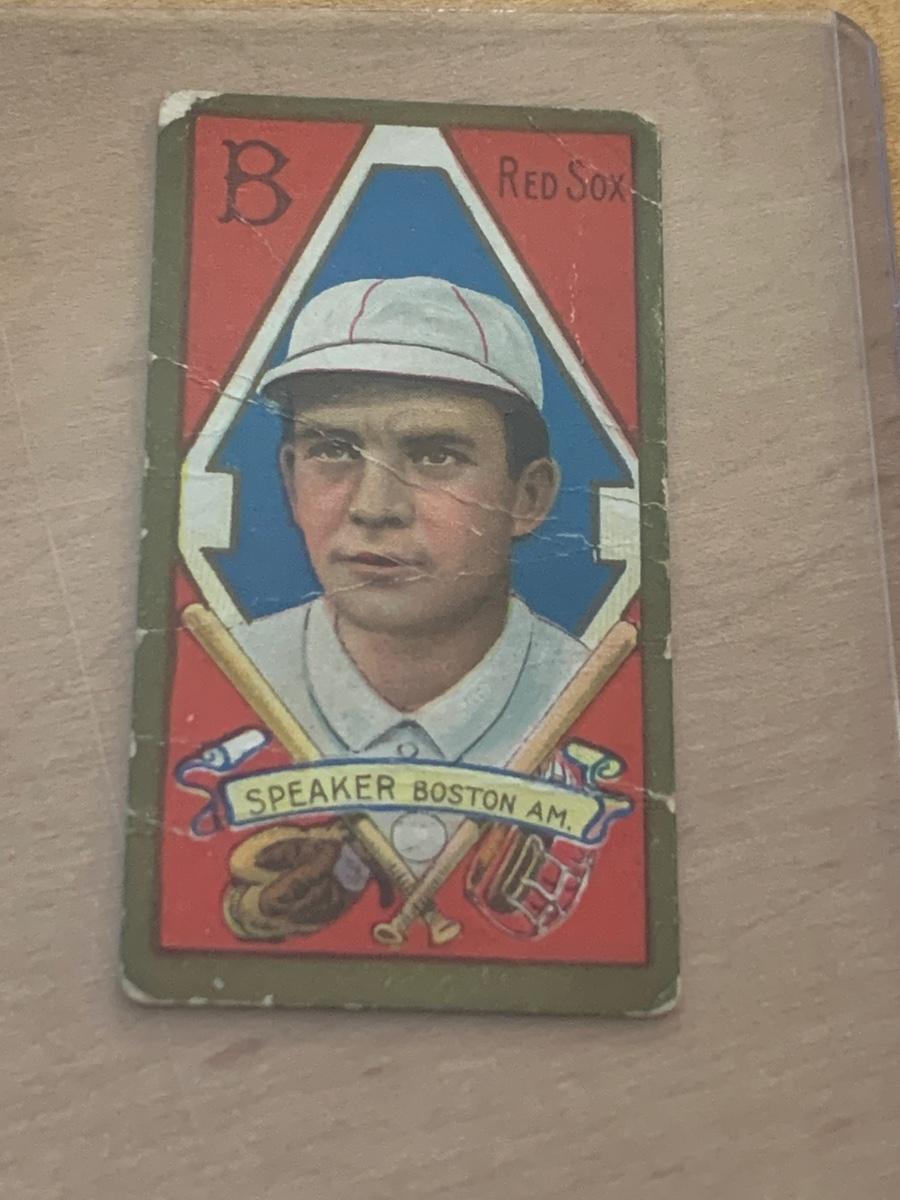 B
RED SOX
SPEAKER BOSTON AM.